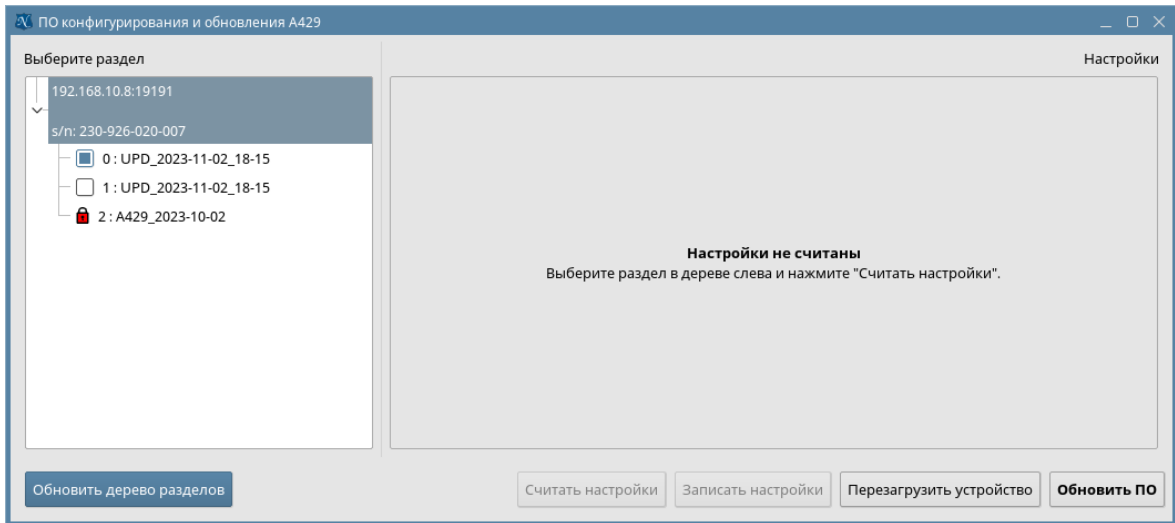 ПО конфигурирования и обновления А429
Выберите раздел
Настройки
192.168.10.8:19191
s/n: 230-926-020-007
0 : UPD_2023-11-02_18-15
1 : UPD_2023-11-02_18-15
2 : A429_2023-10-02
Настройки не считаны
Выберите раздел в дереве слева и нажмите "Считать настройки".
Обновить дерево разделов
Считать настройки
Записать настройки
Перезагрузить устройство
Обновить ПО